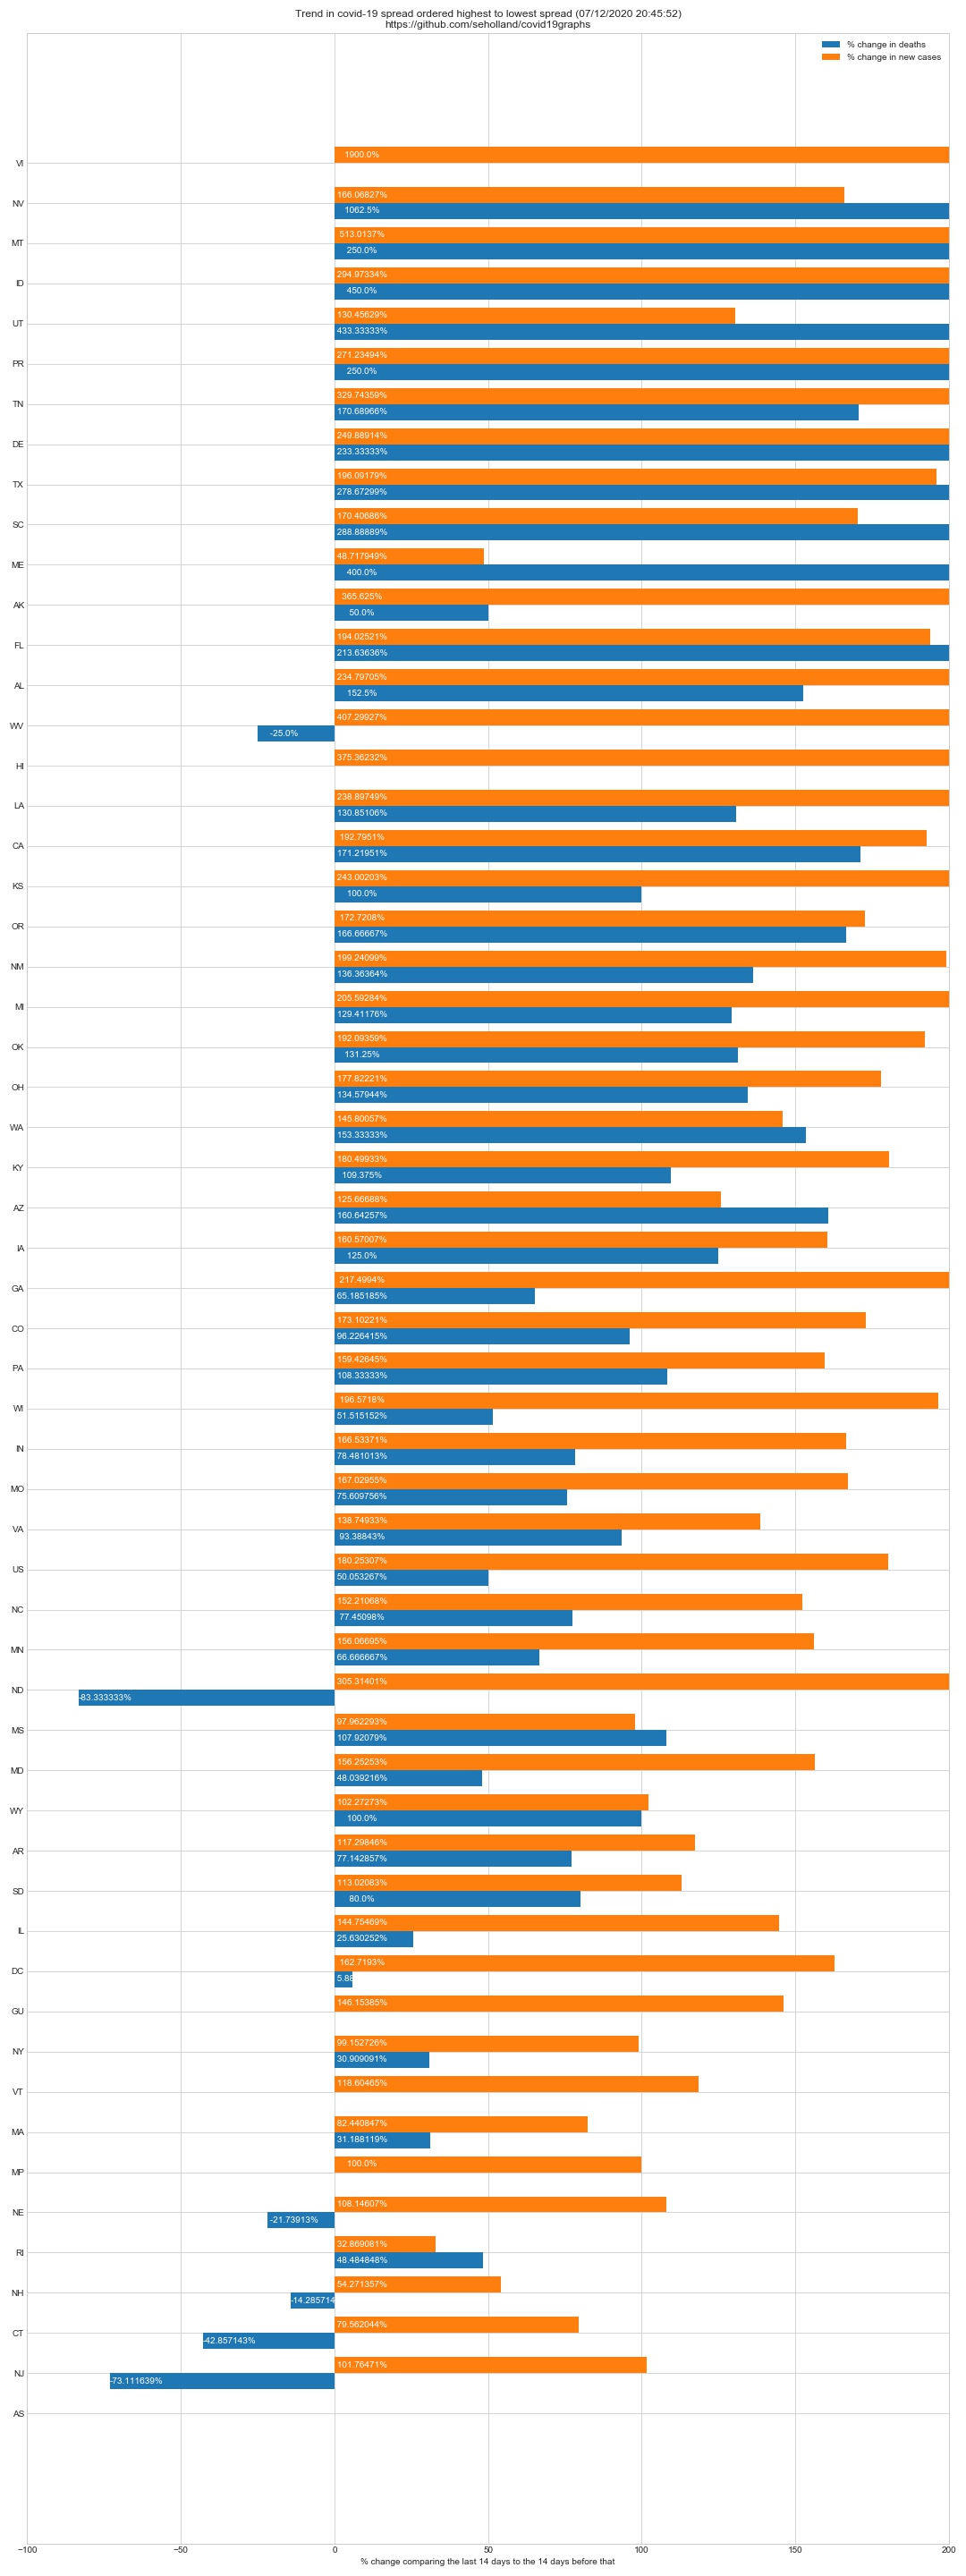 Trend in covid-19 spread ordered highest to lowest spread (07/12/2020 20:45:52)
https://github.com/seholland/covid19graphs
% change in deaths
% change in new cases
1900.0%
VI
166.06827%
NV
1062.5%
513.0137%
MT
250.0%
294.97334%
ID
450.0%
130.45629%
UT
433.33333%
271.23494%
PR
250.0%
329.74359%
TN
170.68966%
249.88914%
DE
233.33333%
196.09179%
TX
278.67299%
170.40686%
SC
288.88889%
48.717949%
ME
400.0%
365.625%
AK
50.0%
194.02521%
FL
213.63636%
234.79705%
AL
152.5%
407.29927%
WV
-25.0%
375.36232%
HI
238.89749%
LA
130.85106%
192.7951%
CA
171.21951%
243.00203%
KS
100.0%
172.7208%
OR
166.66667%
199.24099%
NM
136.36364%
205.59284%
MI
129.41176%
192.09359%
OK
131.25%
177.82221%
OH
134.57944%
145.80057%
WA
153.33333%
180.49933%
KY
109.375%
125.66688%
AZ
160.64257%
160.57007%
IA
125.0%
217.4994%
GA
65.185185%
173.10221%
CO
96.226415%
159.42645%
PA
108.33333%
196.5718%
WI
51.515152%
166.53371%
IN
78.481013%
167.02955%
MO
75.609756%
138.74933%
VA
93.38843%
180.25307%
US
50.053267%
152.21068%
NC
77.45098%
156.06695%
MN
66.666667%
305.31401%
ND
-83.333333%
97.962293%
MS
107.92079%
156.25253%
MD
48.039216%
102.27273%
WY
100.0%
117.29846%
AR
77.142857%
113.02083%
SD
80.0%
144.75469%
IL
25.630252%
162.7193%
DC
5.88
146.15385%
GU
99.152726%
NY
30.909091%
118.60465%
VT
82.440847%
MA
31.188119%
100.0%
MP
108.14607%
NE
-21.73913%
32.869081%
RI
48.484848%
54.271357%
NH
-14.285714
79.562044%
CT
-42.857143%
101.76471%
NJ
-73.111639%
AS
−100 −50 0 50 100 150 200
% change comparing the last 14 days to the 14 days before that